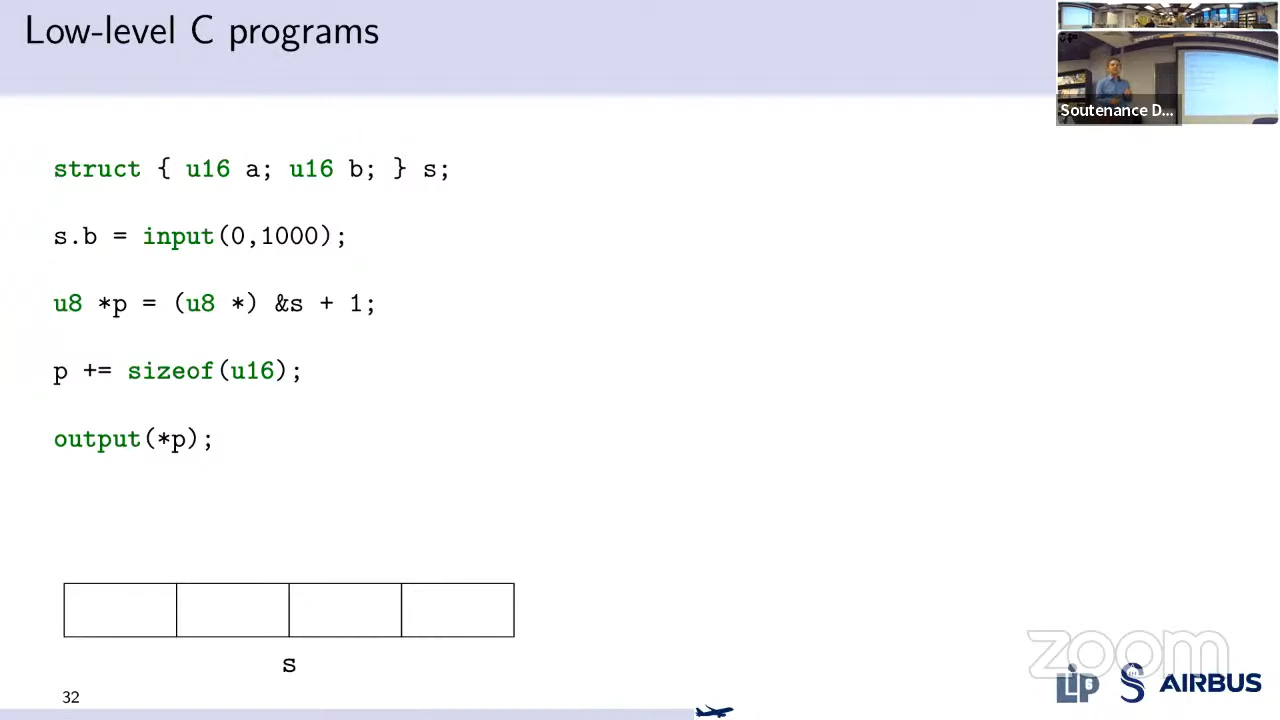 Low-level C programs
Soutenance D...
struct { u16 a; u16 b; } s;
s.b = input(0,1000);
u8 *p = (u8 *) &s + 1;
p += sizeof(u16);
output(*p);
s
zoom
LIP6 S AIRBUS
32